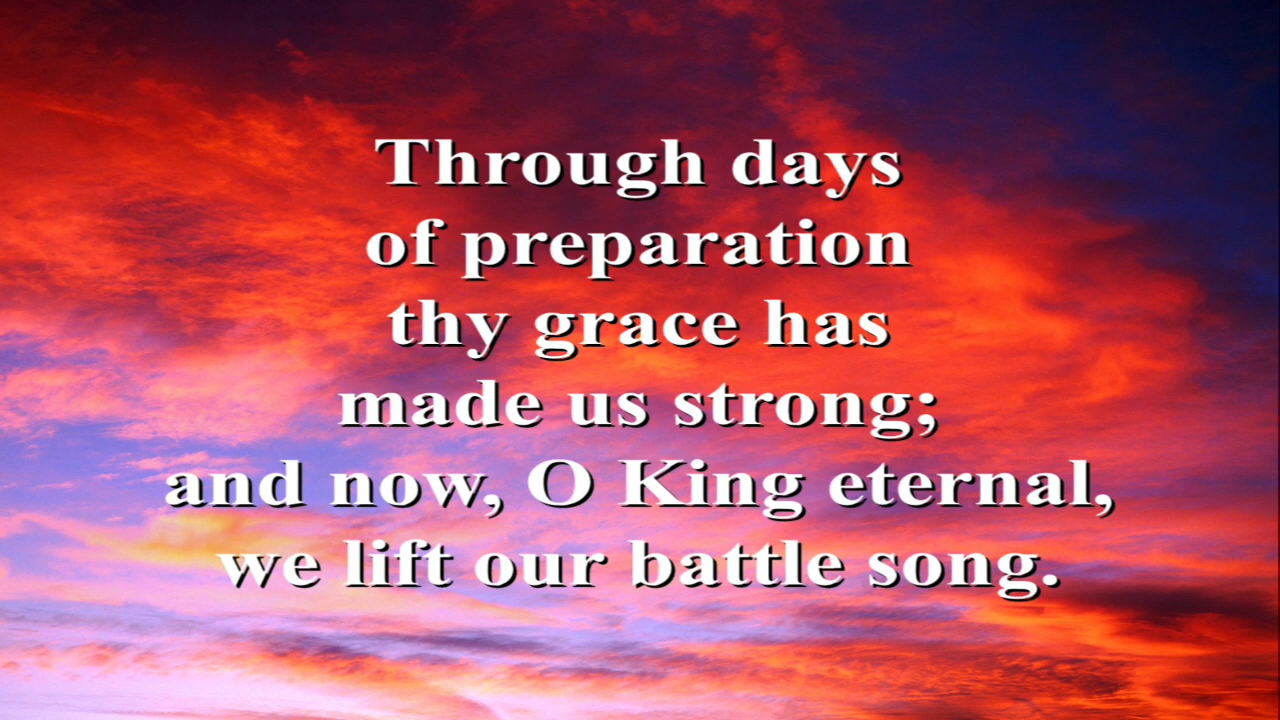 Through days
of preparation
thy grace has
made us strong;
and now, O King eternal,
we lift our battle song.